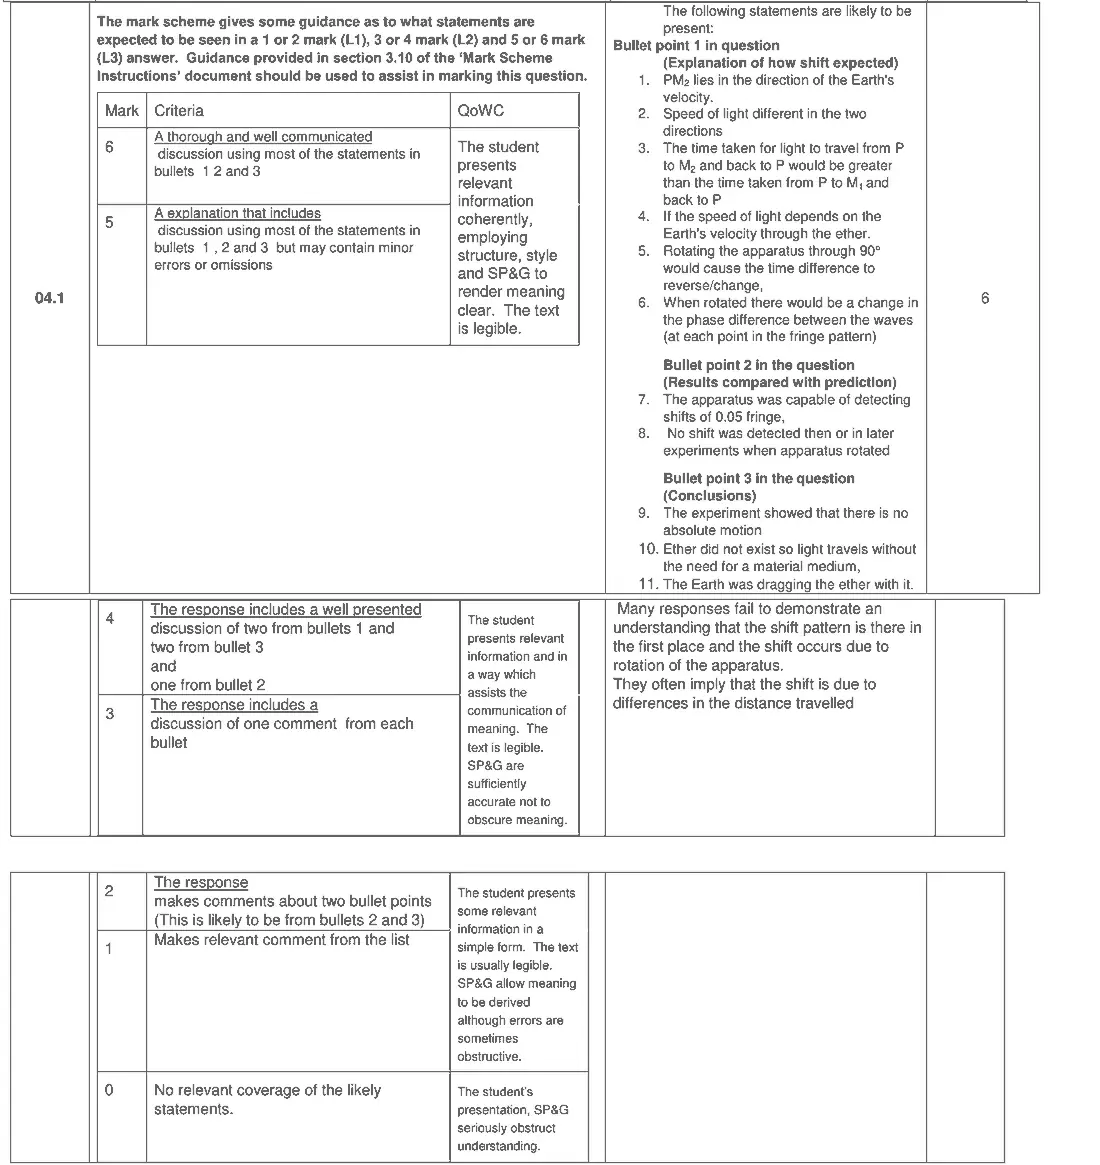 The mark scheme gives some guidance as to what statements are
expected to be seen in a 1 or 2 mark (L1), 3 or 4 mark (L2) and 5 or 6 mark
(L3) answer. Guidance provided in section 3.10 of the ‘Mark Scheme
Instructions’ document should be used to assist in marking this question.
Mark Criteria QoWC
6
A thorough and well communicated
discussion using most of the statements in
bullets 1 2 and 3
The student
presents
relevant
information
coherently,
employing
structure, style
and SP&G to
render meaning
clear. The text
is legible.
5
A explanation that includes
discussion using most of the statements in
bullets 1 , 2 and 3 but may contain minor
errors or omissions
04.1
The following statements are likely to be
present:
Bullet point 1 in question
(Explanation of how shift expected)
1. PM2 lies in the direction of the Earth's
velocity.
2. Speed of light different in the two
directions
3. The time taken for light to travel from P
to M2 and back to P would be greater
than the time taken from P to M1 and
back to P
4. If the speed of light depends on the
Earth's velocity through the ether.
5. Rotating the apparatus through 90°
would cause the time difference to
reverse/change,
6. When rotated there would be a change in
the phase difference between the waves
(at each point in the fringe pattern)
Bullet point 2 in the question
(Results compared with prediction)
7. The apparatus was capable of detecting
shifts of 0.05 fringe,
8. No shift was detected then or in later
experiments when apparatus rotated
Bullet point 3 in the question
(Conclusions)
9. The experiment showed that there is no
absolute motion
10. Ether did not exist so light travels without
the need for a material medium,
11. The Earth was dragging the ether with it.
6
4
The response includes a well presented
discussion of two from bullets 1 and
two from bullet 3
and
one from bullet 2
3
The response includes a
discussion of one comment from each
bullet
The student
presents relevant
information and in
a way which
assists the
communication of
meaning. The
text is legible.
SP&G are
sufficiently
accurate not to
obscure meaning.
Many responses fail to demonstrate an
understanding that the shift pattern is there in
the first place and the shift occurs due to
rotation of the apparatus.
They often imply that the shift is due to
differences in the distance travelled
2
The response
makes comments about two bullet points
(This is likely to be from bullets 2 and 3)
1
Makes relevant comment from the list
The student presents
some relevant
information in a
simple form. The text
is usually legible.
SP&G allow meaning
to be derived
although errors are
sometimes
obstructive.
0
No relevant coverage of the likely
statements.
The student's
presentation, SP&G
seriously obstruct
understanding.